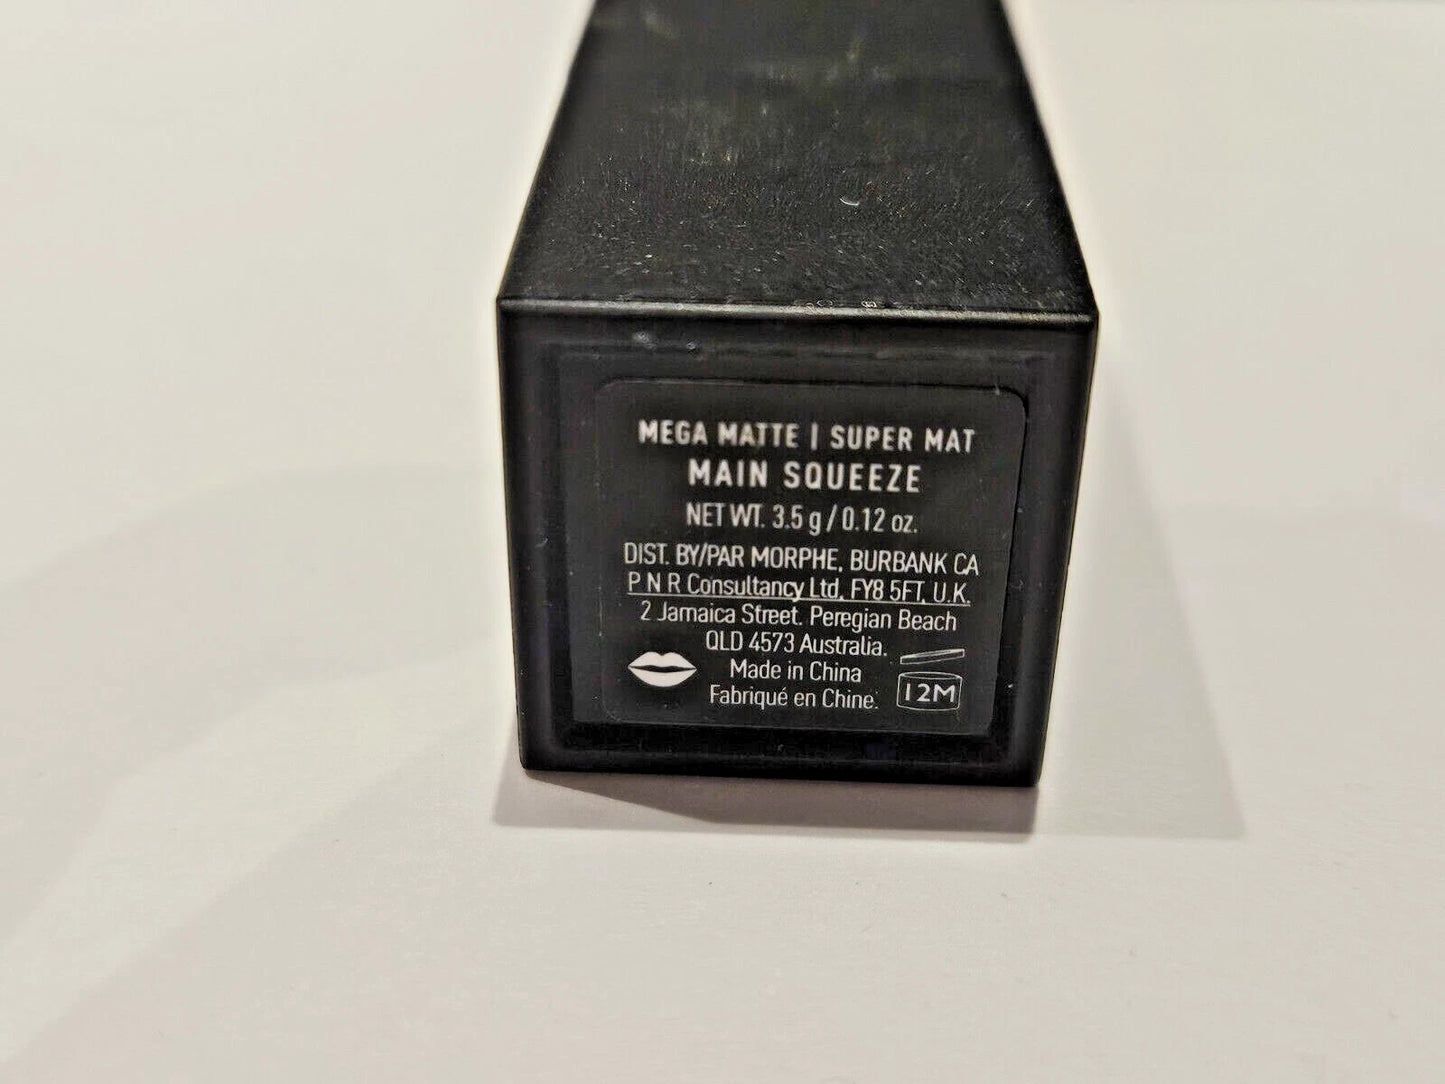 MEGA MATTE | SUPER MAT
MAIN SQUEEZE
NET WT. 3.5 g / 0.12 oz.
DIST. BY/PAR MORPHE, BURBANK CA
P N R Consultancy Ltd, FY8 5FT, U.K.
2 Jamaica Street. Peregian Beach
QLD 4573 Australia.
Made in China
Fabriqué en Chine.
12M